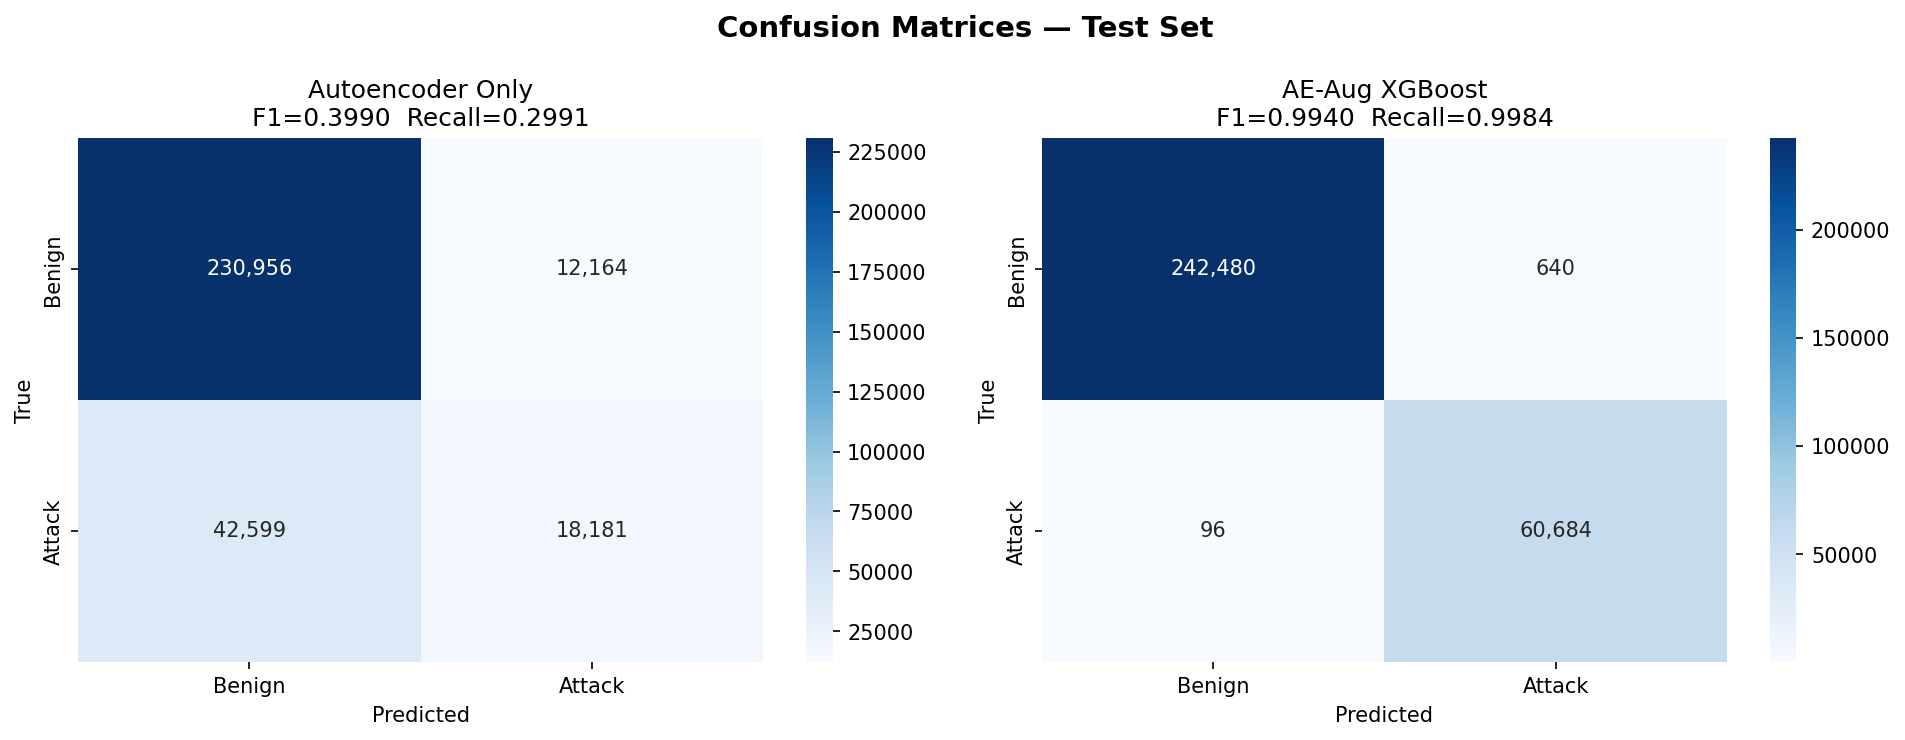 Confusion Matrices — Test Set
Autoencoder Only
F1=0.3990  Recall=0.2991
True
Benign
Attack
230,956
12,164
42,599
18,181
Benign
Attack
Predicted
225000
200000
175000
150000
125000
100000
75000
50000
25000
AE-Aug XGBoost
F1=0.9940  Recall=0.9984
True
Benign
Attack
242,480
640
96
60,684
Benign
Attack
Predicted
200000
150000
100000
50000